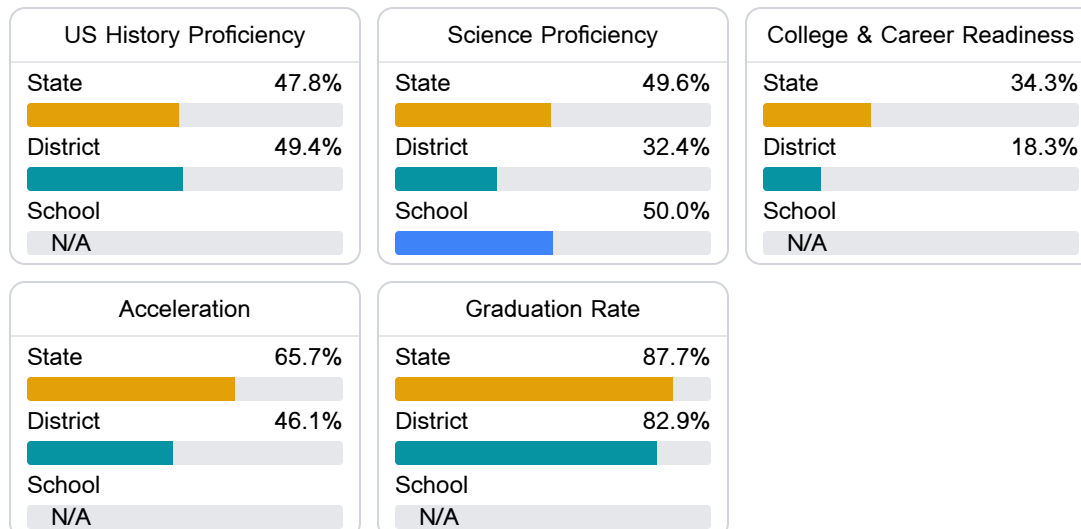 US History Proficiency
State 47.8%
District 49.4%
School
N/A
Science Proficiency
State 49.6%
District 32.4%
School 50.0%
College & Career Readiness
State 34.3%
District 18.3%
School
N/A
Acceleration
State 65.7%
District 46.1%
School
N/A
Graduation Rate
State 87.7%
District 82.9%
School
N/A